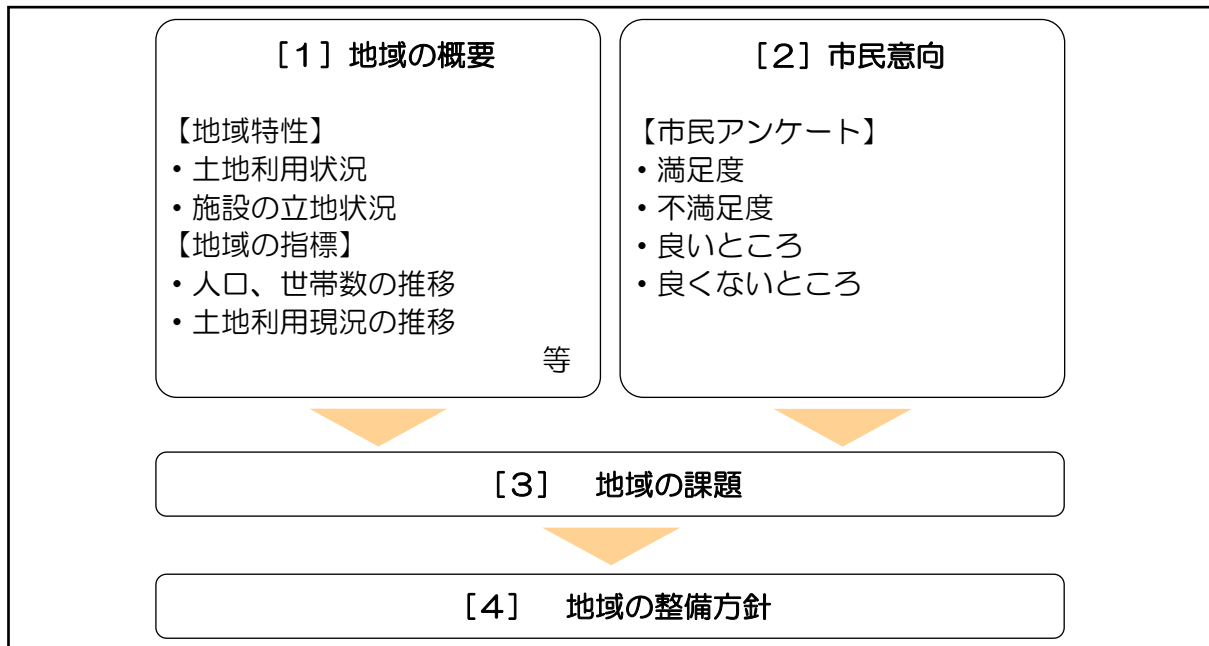 ［１］地域の概要
【地域特性】
・土地利用状況
・施設の立地状況
【地域の指標】
・人口、世帯数の推移
・土地利用現況の推移
等
［２］市民意向
【市民アンケート】
・満足度
・不満足度
・良いところ
・良くないところ
［３］　地域の課題
［４］　地域の整備方針